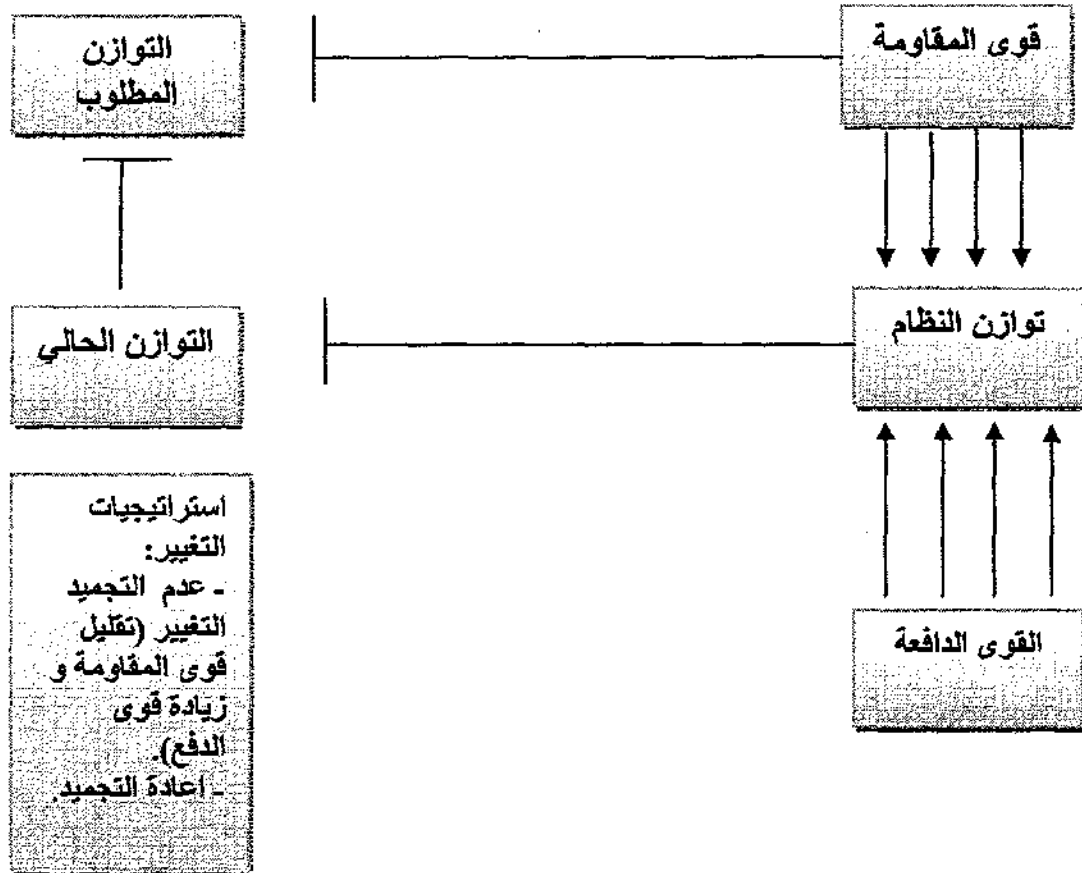 قوى المقاومة
التوازن
المطلوب
توازن النظام
التوازن الحالي
القوى الدافعة
استراتيجيات
التغيير:
- عدم التجميد
التغيير (تقليل
قوى المقاومة و
زيادة قوى
الدفع).
- اعادة التجميد.